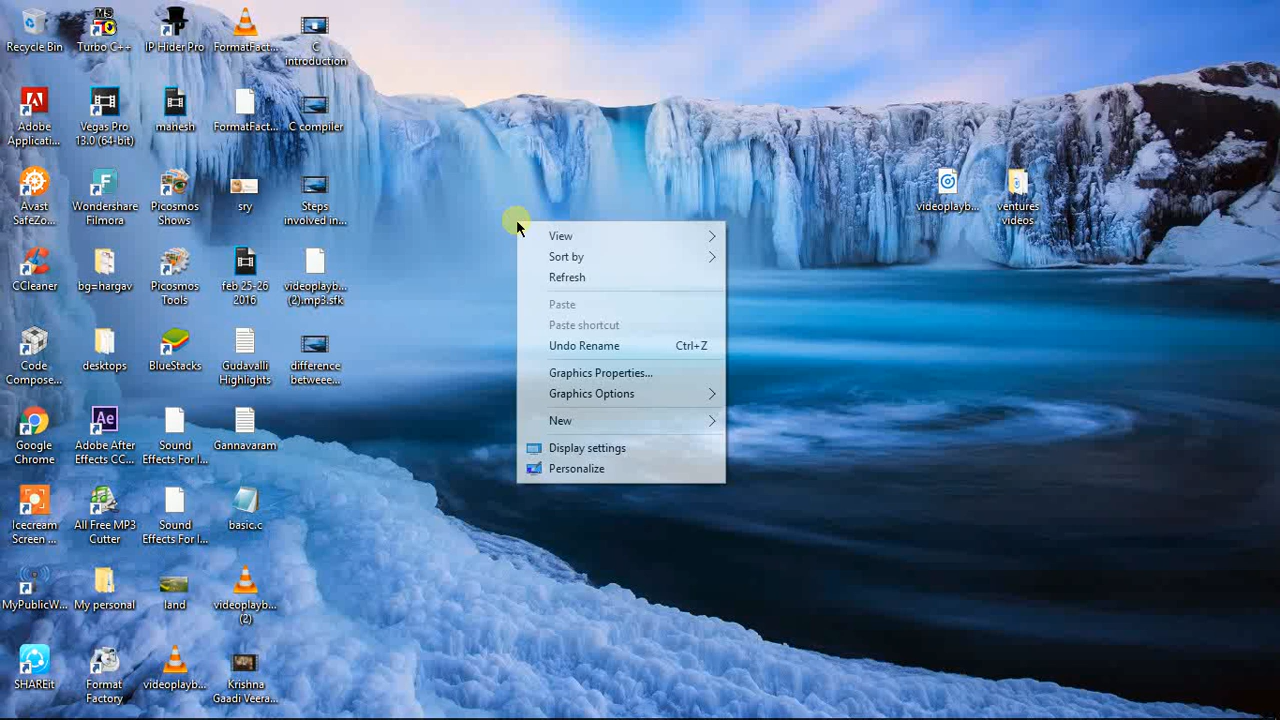 Recycle Bin
Turbo C++
IP Hider Pro
FormatFact...
C
introduction
Adobe
Applicati...
Vegas Pro
13.0 (64-bit)
mahesh
FormatFact...
C compiler
Avast
SafeZo...
Wondershare
Filmora
Picosmos
Shows
sry
Steps
involved in...
videoplayb...
ventures
videos
CCleaner
bg=hargav
Picosmos
Tools
feb 25-26
2016
videoplayb...
(2).mp3.sfk
Code
Compose...
desktops
BlueStacks
Gudavalli
Highlights
difference
betweee...
Google
Chrome
Adobe After
Effects CC...
Sound
Effects For I...
Gannavaram
Icecream
Screen ...
All Free MP3
Cutter
Sound
Effects For I...
basic.c
MyPublicW...
My personal
land
videoplayb...
(2)
SHAREit
Format
Factory
videoplayb...
Krishna
Gaadi Veera...
View
Sort by
Refresh
Paste
Paste shortcut
Undo Rename Ctrl+Z
Graphics Properties...
Graphics Options
New
Display settings
Personalize